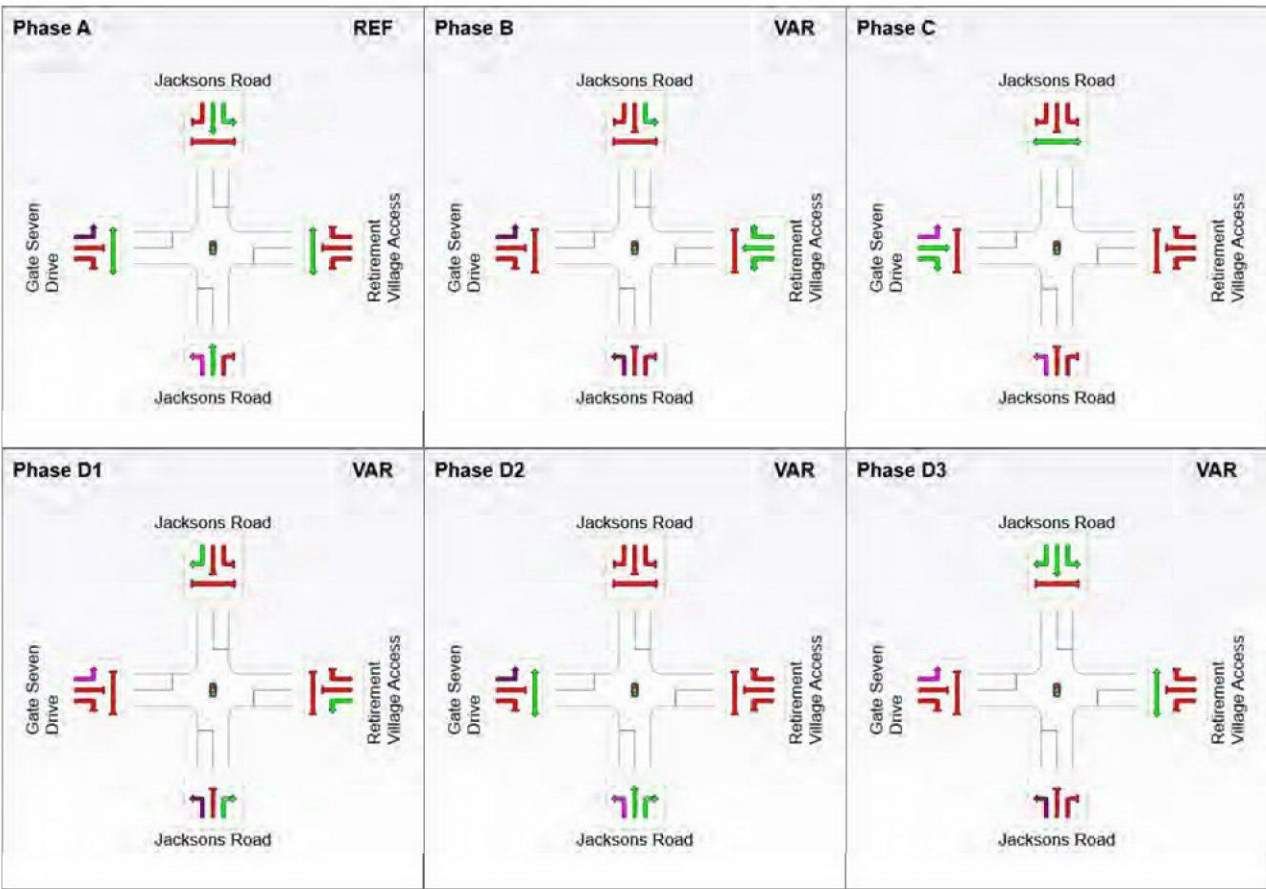 Phase A REF
Jacksons Road
Gate Seven
Drive
Retirement
Village Access
Jacksons Road
Phase B VAR
Jacksons Road
Gate Seven
Drive
Retirement
Village Access
Jacksons Road
Phase C
Jacksons Road
Gate Seven
Drive
Retirement
Village Access
Jacksons Road
Phase D1 VAR
Jacksons Road
Gate Seven
Drive
Retirement
Village Access
Jacksons Road
Phase D2 VAR
Jacksons Road
Gate Seven
Drive
Retirement
Village Access
Jacksons Road
Phase D3 VAR
Jacksons Road
Gate Seven
Drive
Retirement
Village Access
Jacksons Road